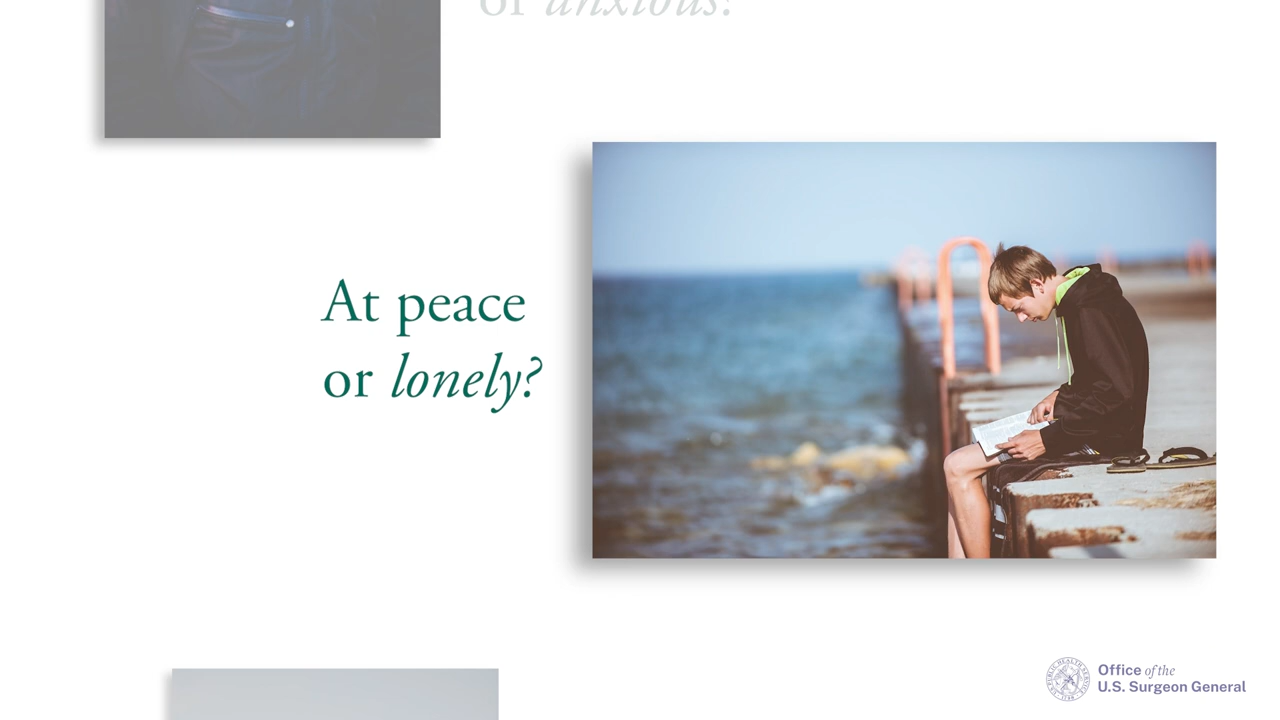 or anxious?
At peace
or lonely?
Office of the
U.S. Surgeon General